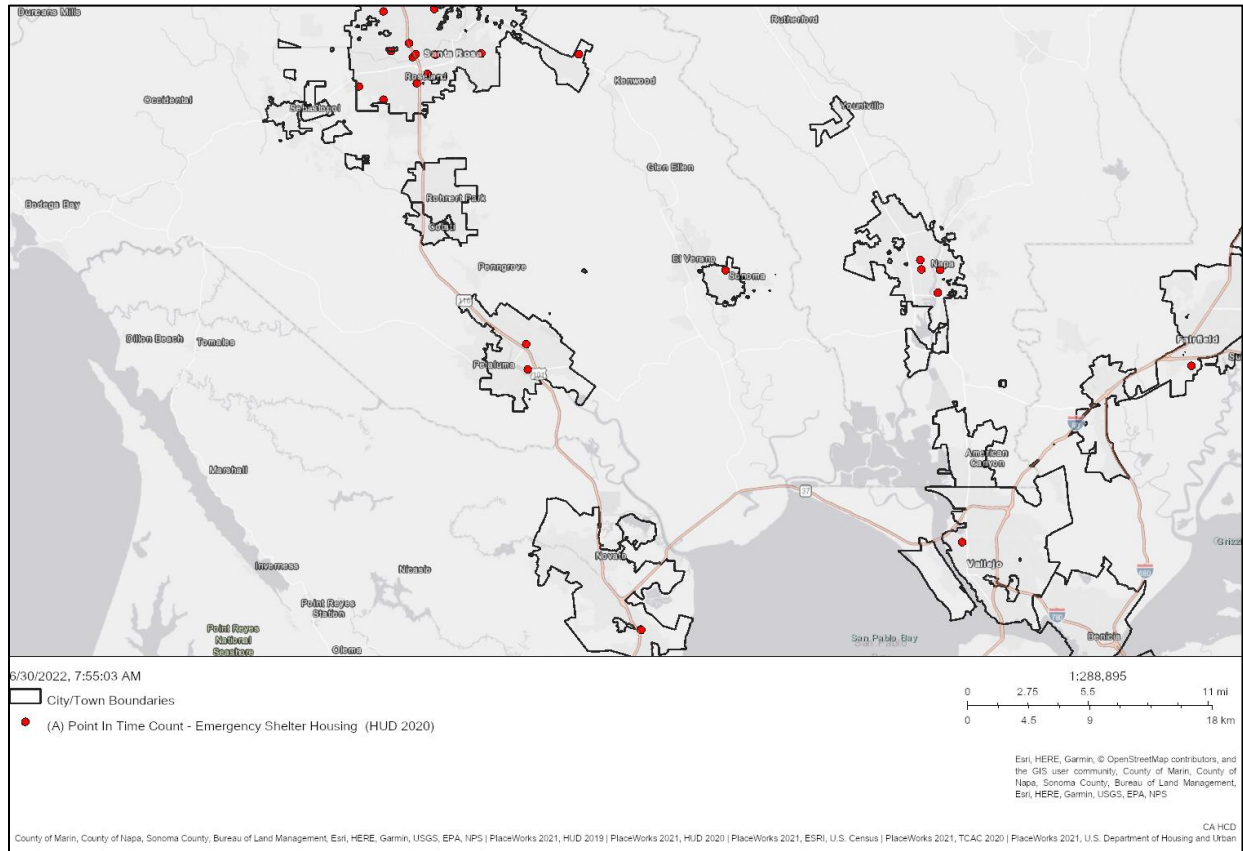 Duncans Mills
Rutherford
Santa Rosa
Kenwood
Roseland
Occidental
Sebastopol
Yountville
Glen Ellen
Bodega Bay
Rohnert Park
Cotati
El Verano
Napa
Penngrove
Sonoma
116
Dillon Beach
Tomales
Fairfield
Su
Petaluma
101
80
Marshall
American
Canyon
37
Novato
Vallejo
Grizz
Inverness
Nicasio
680
Point Reyes
Station
780
Point Reyes
National
Seashore
San Pablo Bay
Benicia
Olema
6/30/2022, 7:55:03 AM
City/Town Boundaries
(A) Point In Time Count - Emergency Shelter Housing (HUD 2020)
1:288,895
0 2.75 5.5 11 mi
0 4.5 9 18 km
Esri, HERE, Garmin, © OpenStreetMap contributors, and
the GIS user community, County of Marin, County of
Napa, Sonoma County, Bureau of Land Management,
Esri, HERE, Garmin, USGS, EPA, NPS
CA HCD
County of Marin, County of Napa, Sonoma County, Bureau of Land Management, Esri, HERE, Garmin, USGS, EPA, NPS | PlaceWorks 2021, HUD 2019 | PlaceWorks 2021, HUD 2020 | PlaceWorks 2021, ESRI, U.S. Census | PlaceWorks 2021, TCAC 2020 | PlaceWorks 2021, U.S. Department of Housing and Urban